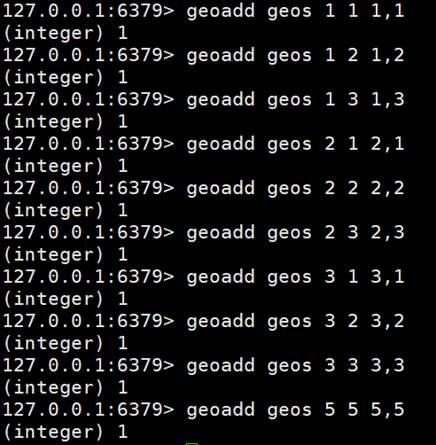 127.0.0.1:6379> geoadd geos 1 1 1,1
(integer) 1
127.0.0.1:6379> geoadd geos 1 2 1,2
(integer) 1
127.0.0.1:6379> geoadd geos 1 3 1,3
(integer) 1
127.0.0.1:6379> geoadd geos 2 1 2,1
(integer) 1
127.0.0.1:6379> geoadd geos 2 2 2,2
(integer) 1
127.0.0.1:6379> geoadd geos 2 3 2,3
(integer) 1
127.0.0.1:6379> geoadd geos 3 1 3,1
(integer) 1
127.0.0.1:6379> geoadd geos 3 2 3,2
(integer) 1
127.0.0.1:6379> geoadd geos 3 3 3,3
(integer) 1
127.0.0.1:6379> geoadd geos 5 5 5,5
(integer) 1